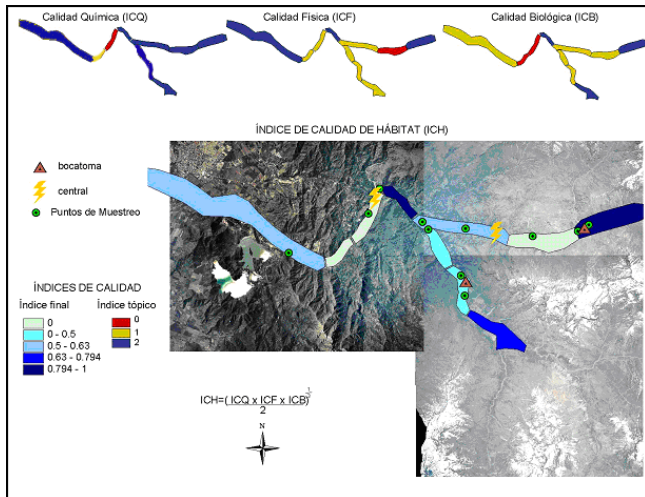 Calidad Química (ICQ)
Calidad Física (ICF)
Calidad Biológica (ICB)
ÍNDICE DE CALIDAD DE HÁBITAT (ICH)
bocatoma
central
Puntos de Muestreo
ÍNDICES DE CALIDAD
Índice final
Índice tópico
0
0 - 0.5
0.5 - 0.63
0.63 - 0.794
0.794 - 1
0
1
2
ICH=(ICQ x ICF x ICB)
2
N